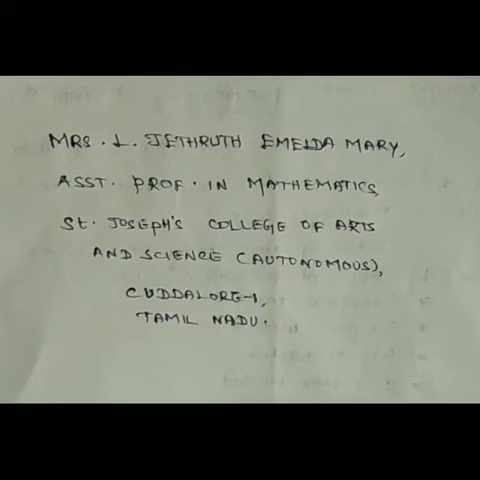 MRS. L. JETHRUTH EMELDA MARY,
ASST. PROF. IN MATHEMATICS,
St. JOSEPH'S COLLEGE OF ARTS
AND SCIENCE (AUTONOMOUS),
CUDDALORE-1,
TAMIL NADU.